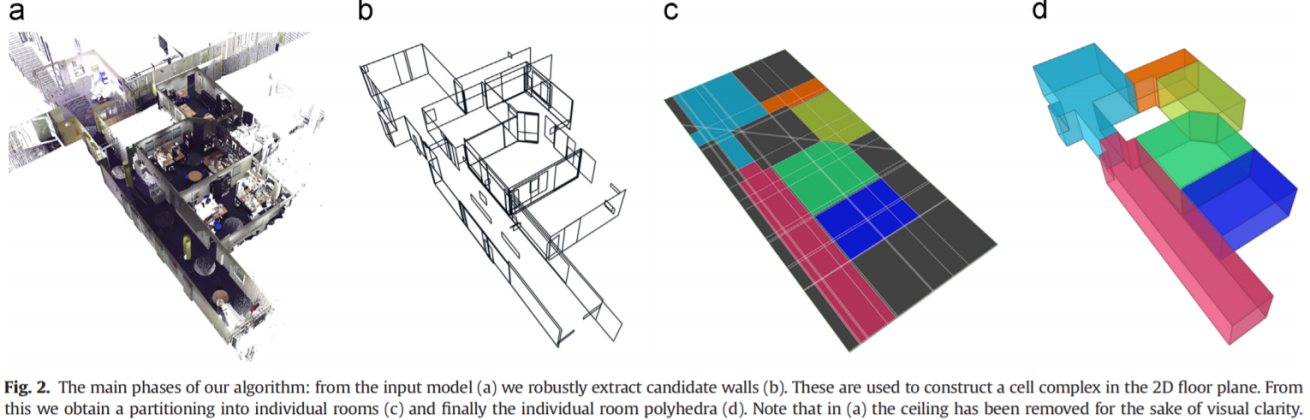 a b c d
Fig. 2. The main phases of our algorithm: from the input model (a) we robustly extract candidate walls (b). These are used to construct a cell complex in the 2D floor plane. From
this we obtain a partitioning into individual rooms (c) and finally the individual room polyhedra (d). Note that in (a) the ceiling has been removed for the sake of visual clarity.